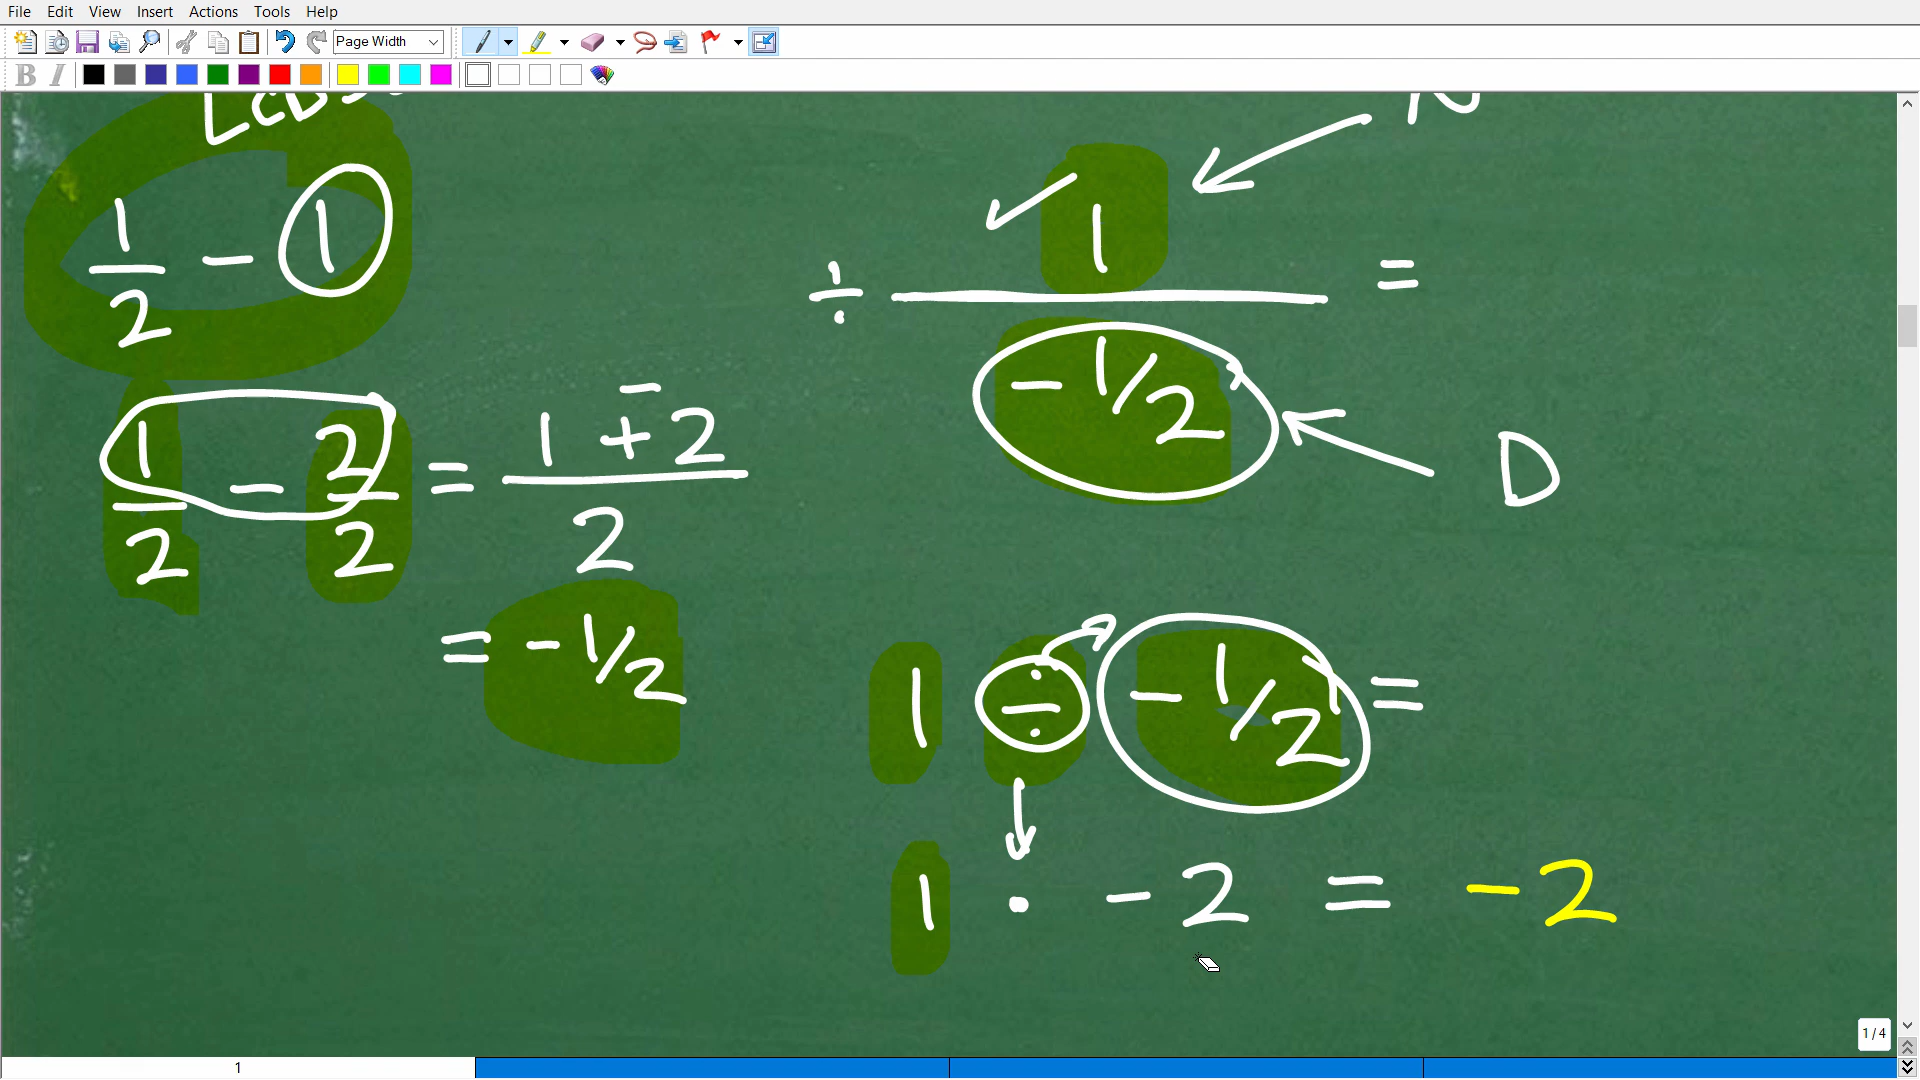 File Edit View Insert Actions Tools Help
Page Width
B I
LCD
1/2 - 1
1/2 - 2/2 = 1 + - 2 / 2
= - 1/2
N
÷ 1 / - 1/2 =
D
1 ÷ - 1/2 =
1 · - 2 = - 2
1 / 4
1